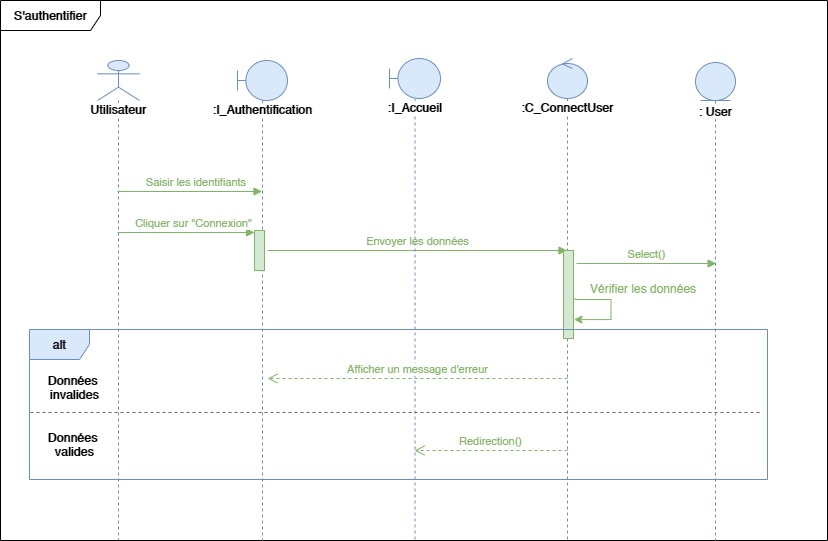 S'authentifier
Utilisateur
:I_Authentification
:I_Accueil
:C_ConnectUser
: User
Saisir les identifiants
Cliquer sur "Connexion"
Envoyer les données
Select()
Vérifier les données
alt
Données
invalides
Afficher un message d'erreur
Données
valides
Redirection()